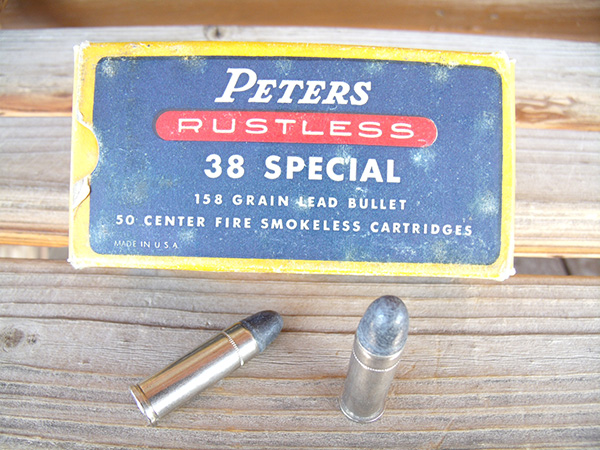 PETERS
RUSTLESS
38 SPECIAL
158 GRAIN LEAD BULLET
50 CENTER FIRE SMOKELESS CARTRIDGES
MADE IN U.S.A.